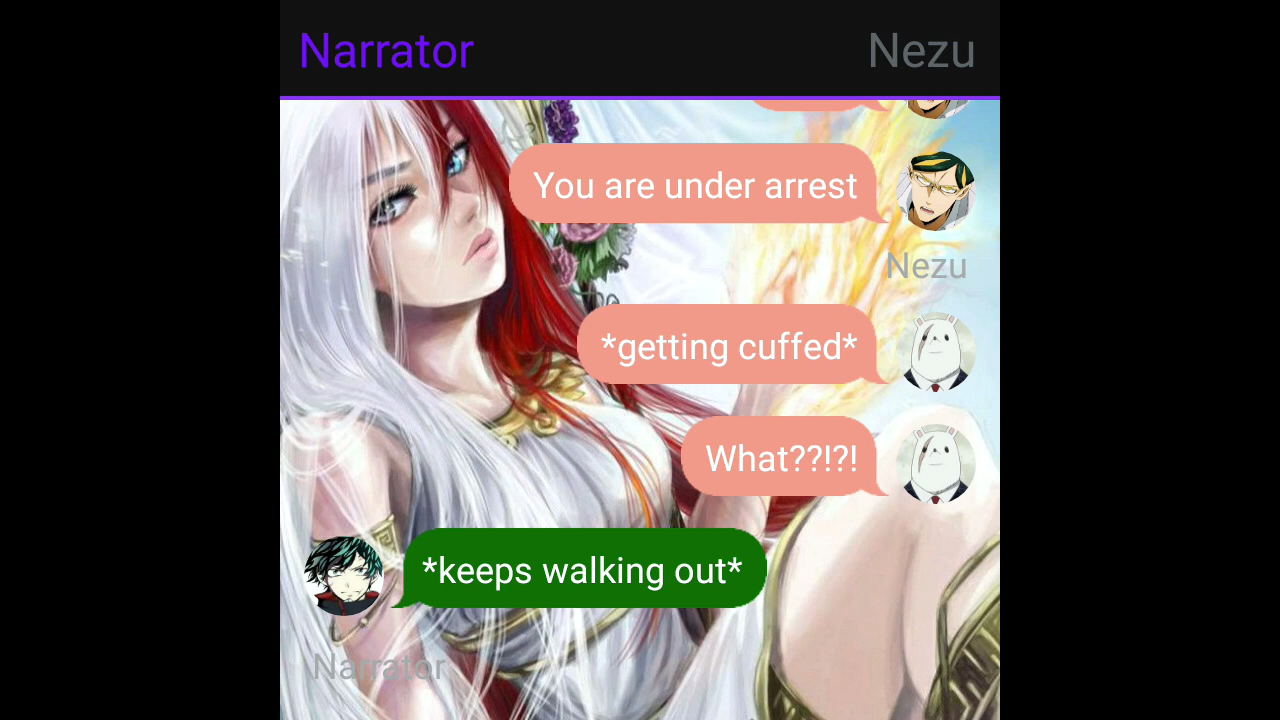 Narrator
Nezu
You are under arrest
Nezu
*getting cuffed*
What??!?!
*keeps walking out*
Narrator